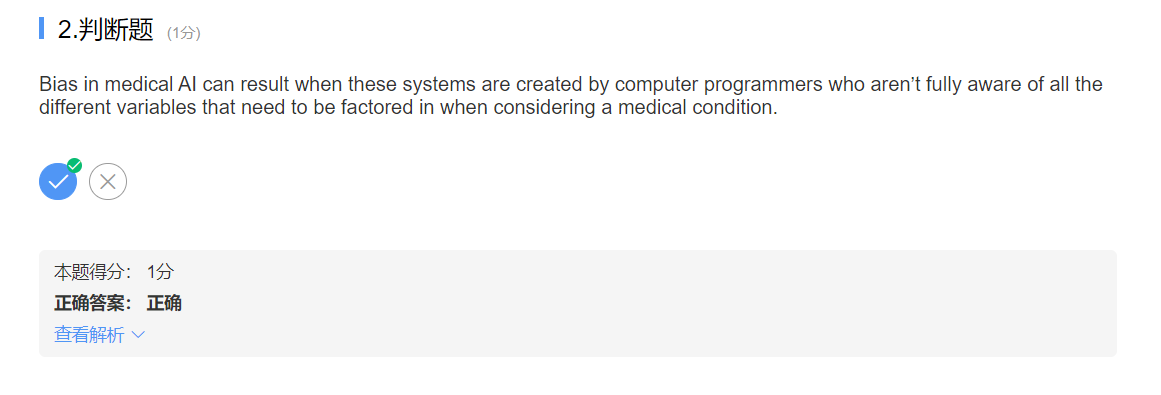 2.判断题 (1分)
Bias in medical AI can result when these systems are created by computer programmers who aren’t fully aware of all the
different variables that need to be factored in when considering a medical condition.
本题得分： 1分
正确答案： 正确
查看解析